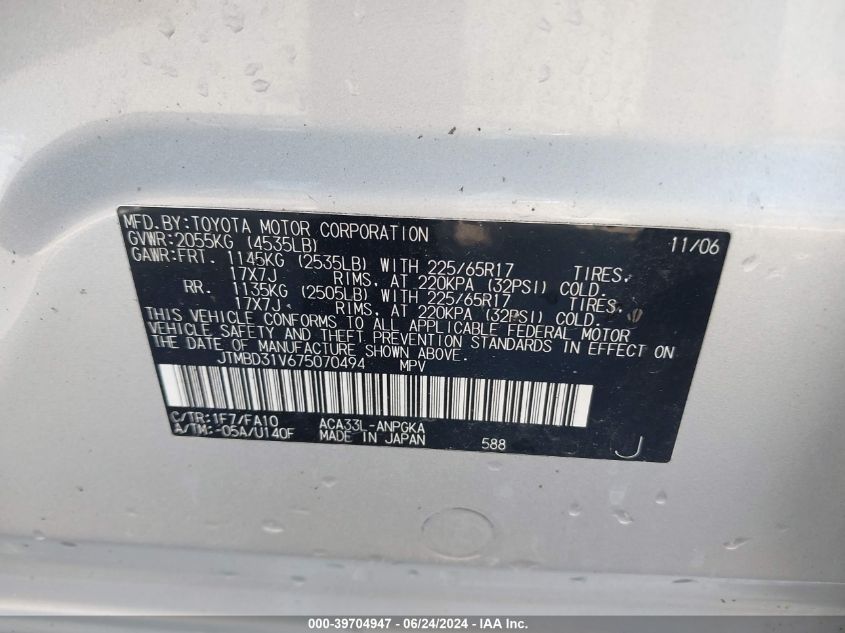 MFD. BY: TOYOTA MOTOR CORPORATION 11/06
GVWR: 2055KG (4535LB)
GAWR: FRT. 1145KG (2535LB) WITH 225/65R17 TIRES,
17X7J RIMS, AT 220KPA (32PSI) COLD.
RR. 1135KG (2505LB) WITH 225/65R17 TIRES,
17X7J RIMS, AT 220KPA (32PSI) COLD.
THIS VEHICLE CONFORMS TO ALL APPLICABLE FEDERAL MOTOR
VEHICLE SAFETY AND THEFT PREVENTION STANDARDS IN EFFECT ON
THE DATE OF MANUFACTURE SHOWN ABOVE.
JTMBD31V675070494 MPV
C/TR: 1F7/FA10 ACA33L-ANPGKA
A/TM: -05A/U140F MADE IN JAPAN 588 J
000-39704947 - 06/24/2024 - IAA Inc.